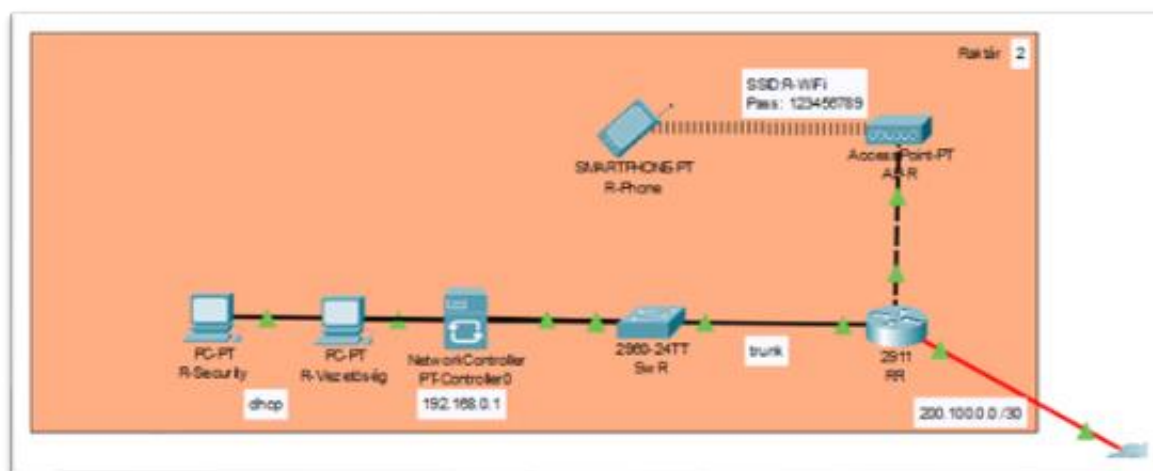 Raktár 2
SSID:R-WiFi
Pass: 123456789
AccessPoint-PT
AP-R
SMARTPHONE-PT
R-Phone
PC-PT
R-Security
PC-PT
R-Vezetőség
NetworkController
PT-Controller0
2960-24TT
Sw R
trunk
2911
RR
dhcp
192.168.0.1
200.100.0.0 /30